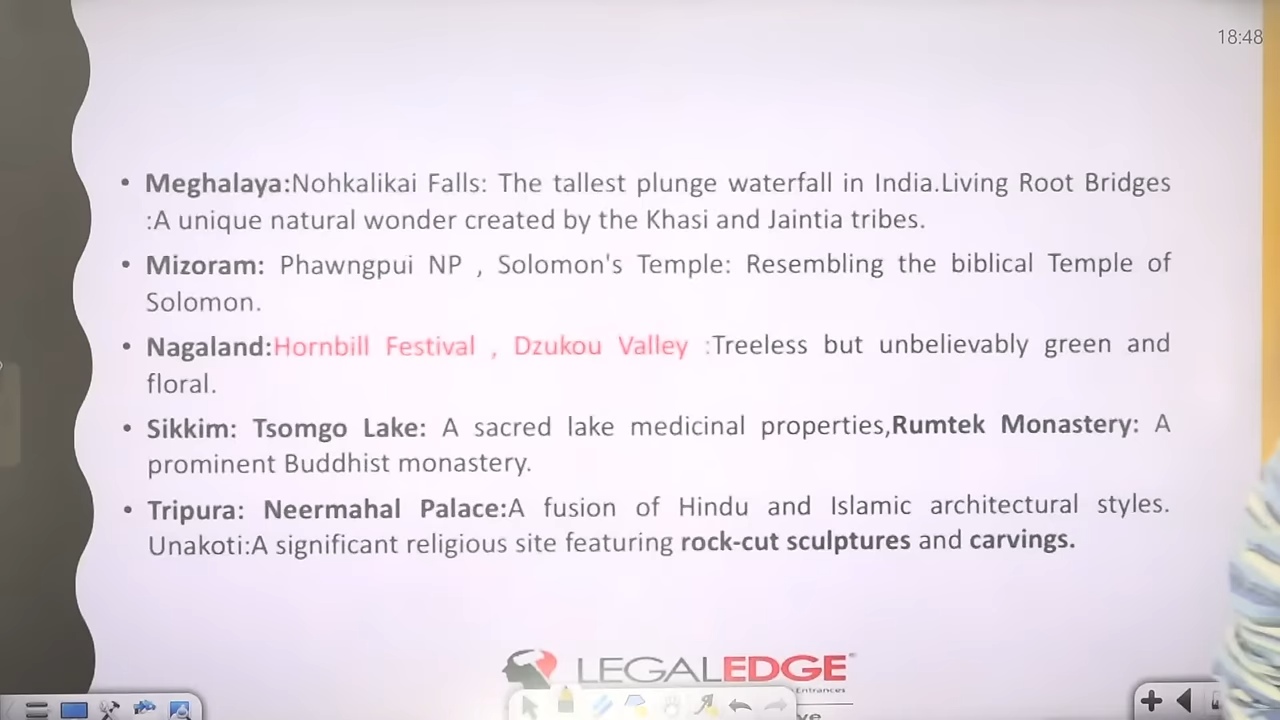 18:48
• Meghalaya:Nohkalikai Falls: The tallest plunge waterfall in India.Living Root Bridges
:A unique natural wonder created by the Khasi and Jaintia tribes.
• Mizoram: Phawngpui NP , Solomon's Temple: Resembling the biblical Temple of
Solomon.
• Nagaland:Hornbill Festival , Dzukou Valley :Treeless but unbelievably green and
floral.
• Sikkim: Tsomgo Lake: A sacred lake medicinal properties,Rumtek Monastery: A
prominent Buddhist monastery.
• Tripura: Neermahal Palace:A fusion of Hindu and Islamic architectural styles.
Unakoti:A significant religious site featuring rock-cut sculptures and carvings.
LEGALEDGE
Entrances